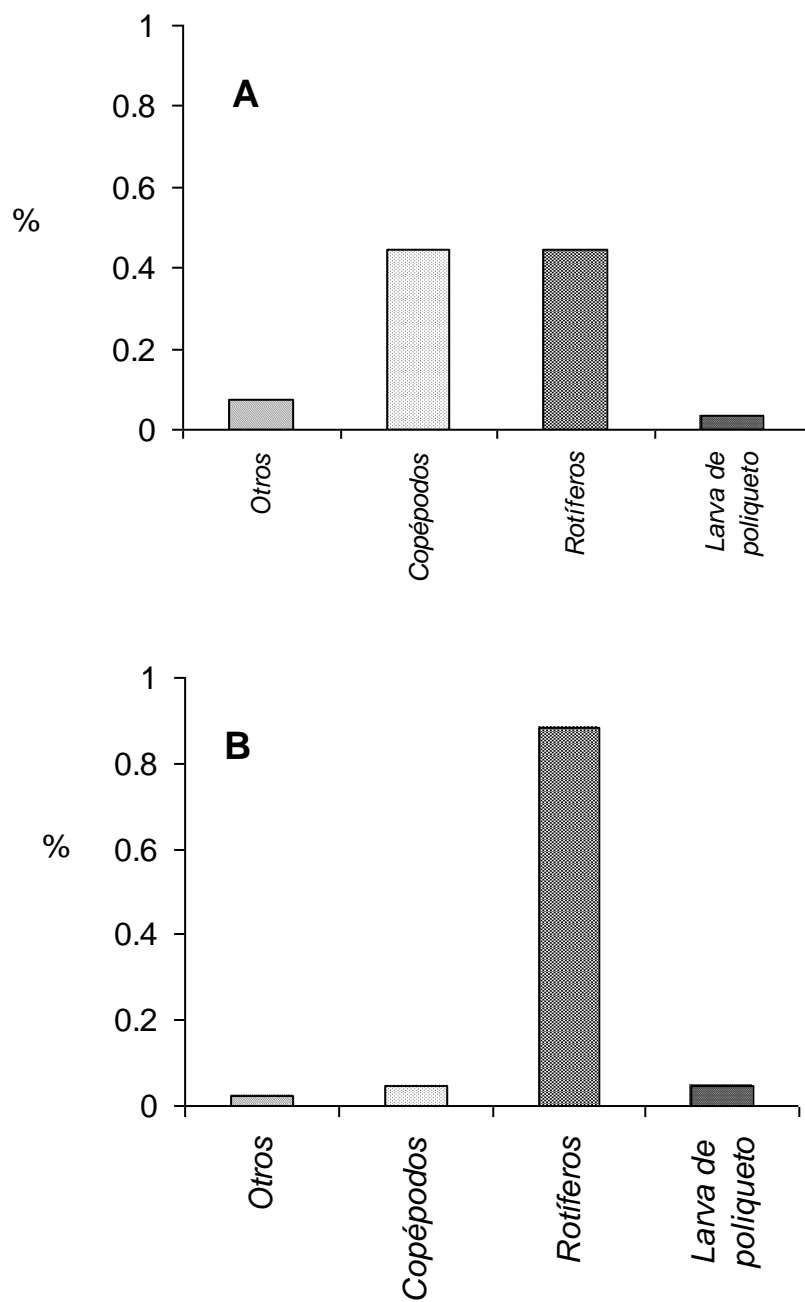 1
A
0.8
0.6
%
0.4
0.2
0
Otros
Copépodos
Rotíferos
Larva de
poliqueto
1
B
0.8
0.6
%
0.4
0.2
0
Otros
Copépodos
Rotíferos
Larva de
poliqueto